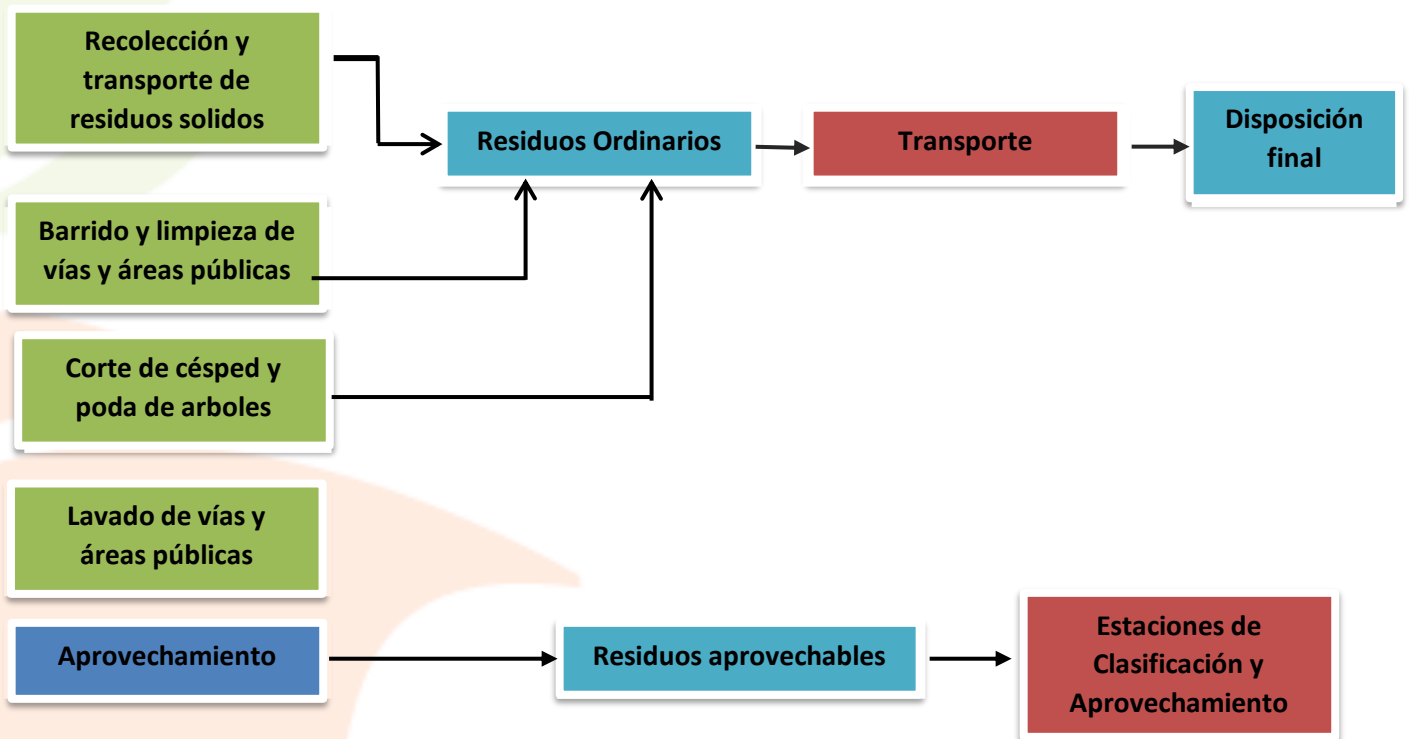 Recolección y
transporte de
residuos solidos
Residuos Ordinarios
Transporte
Disposición
final
Barrido y limpieza de
vías y áreas públicas
Corte de césped y
poda de arboles
Lavado de vías y
áreas públicas
Aprovechamiento
Residuos aprovechables
Estaciones de
Clasificación y
Aprovechamiento